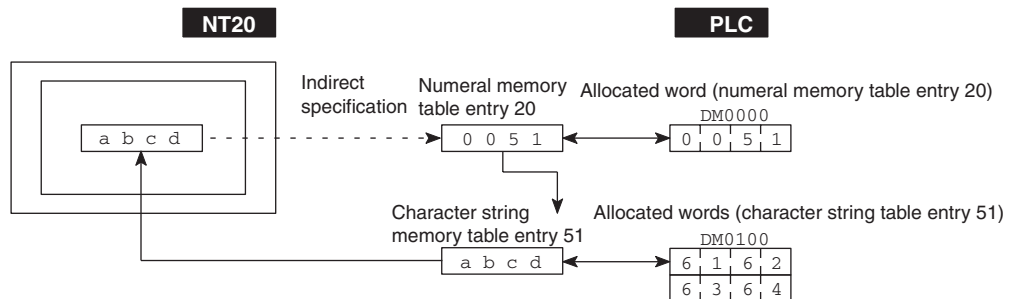 NT20
PLC
Indirect
specification
Numeral memory
table entry 20
Allocated word (numeral memory table entry 20)
DM0000
a b c d
0 0 5 1
0 0 5 1
Character string
memory table entry 51
Allocated words (character string table entry 51)
DM0100
a b c d
6 1 6 2
6 3 6 4